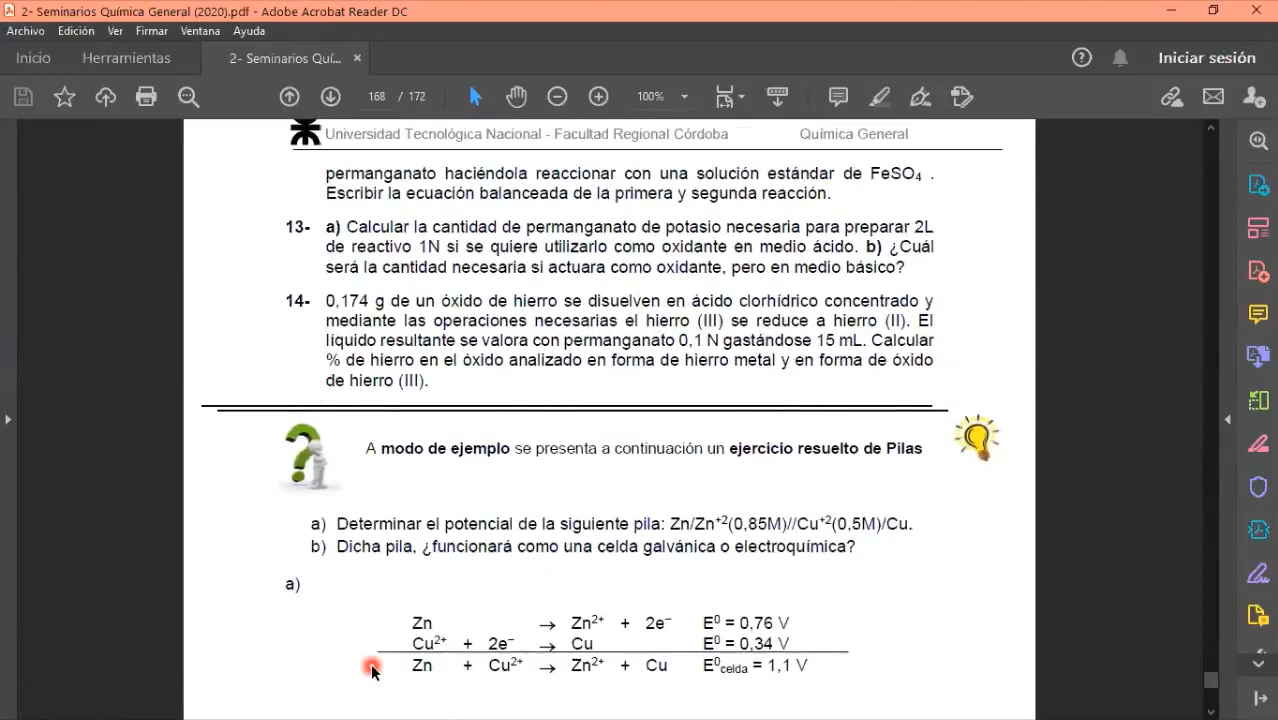 2- Seminarios Química General (2020).pdf - Adobe Acrobat Reader DC
Archivo Edición Ver Firmar Ventana Ayuda
Inicio Herramientas 2- Seminarios Quí... × Iniciar sesión
168 / 172 100%
Universidad Tecnológica Nacional - Facultad Regional Córdoba Química General
permanganato haciéndola reaccionar con una solución estándar de FeSO₄ .
Escribir la ecuación balanceada de la primera y segunda reacción.
13- a) Calcular la cantidad de permanganato de potasio necesaria para preparar 2L
de reactivo 1N si se quiere utilizarlo como oxidante en medio ácido. b) ¿Cuál
será la cantidad necesaria si actuara como oxidante, pero en medio básico?
14- 0,174 g de un óxido de hierro se disuelven en ácido clorhídrico concentrado y
mediante las operaciones necesarias el hierro (III) se reduce a hierro (II). El
líquido resultante se valora con permanganato 0,1 N gastándose 15 mL. Calcular
% de hierro en el óxido analizado en forma de hierro metal y en forma de óxido
de hierro (III).
A modo de ejemplo se presenta a continuación un ejercicio resuelto de Pilas
a) Determinar el potencial de la siguiente pila: Zn/Zn⁺²(0,85M)//Cu⁺²(0,5M)/Cu.
b) Dicha pila, ¿funcionará como una celda galvánica o electroquímica?
a)
Zn → Zn²⁺ + 2e⁻ E⁰ = 0,76 V
Cu²⁺ + 2e⁻ → Cu E⁰ = 0,34 V
Zn + Cu²⁺ → Zn²⁺ + Cu E⁰celda = 1,1 V